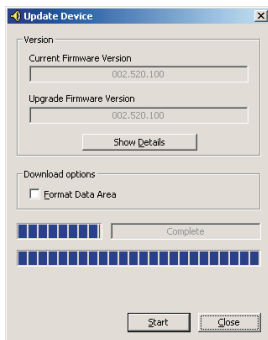 Update Device
Version
Current Firmware Version
002.520.100
Upgrade Firmware Version
002.520.100
Show Details
Download options
Format Data Area
Complete
Start
Close